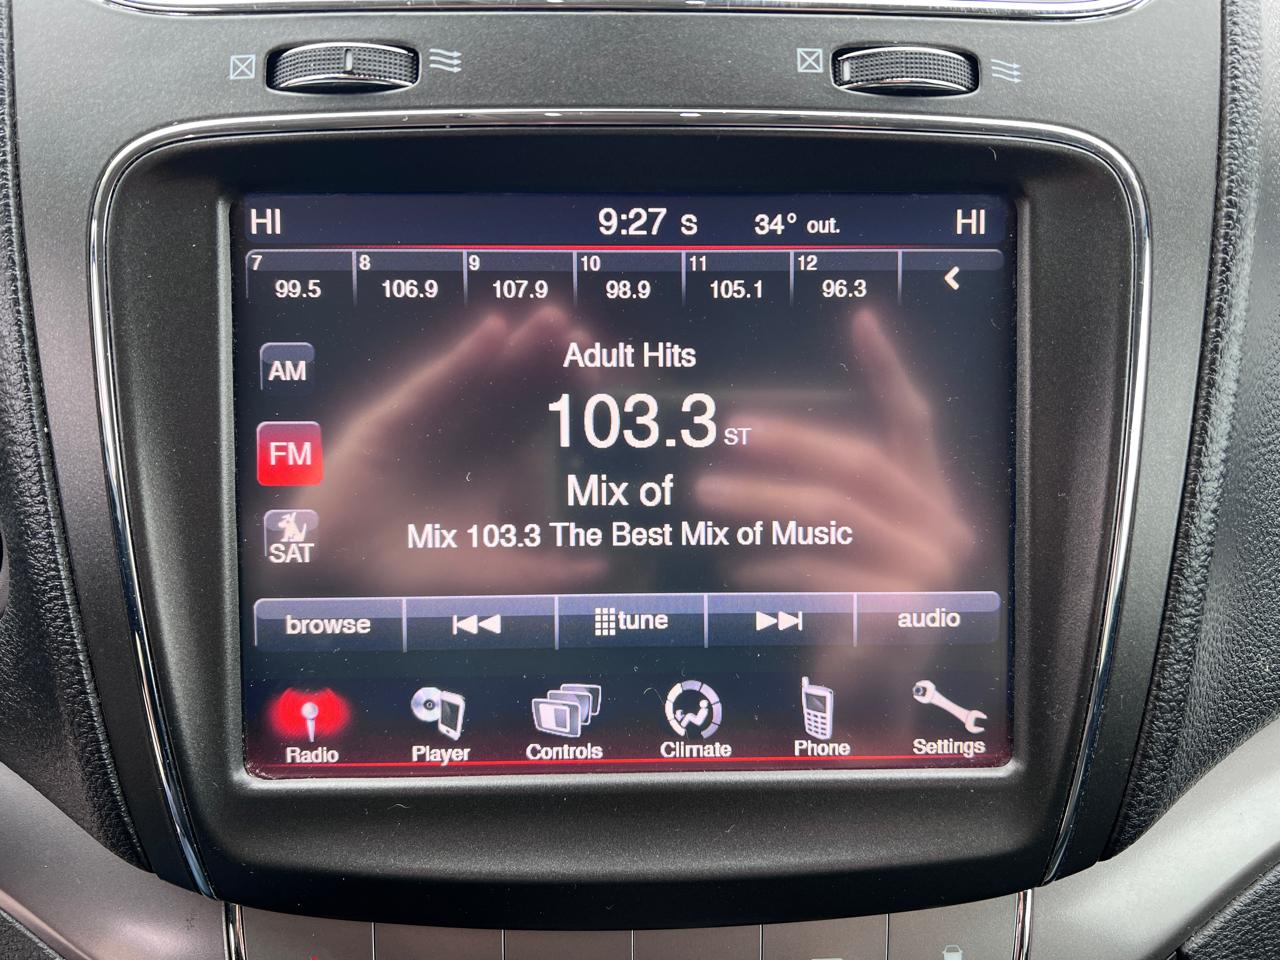 HI 9:27 S 34° out. HI
7 8 9 10 11 12
99.5 106.9 107.9 98.9 105.1 96.3
Adult Hits
AM
103.3 ST
FM
Mix of
Mix 103.3 The Best Mix of Music
SAT
browse tune audio
Radio Player Controls Climate Phone Settings